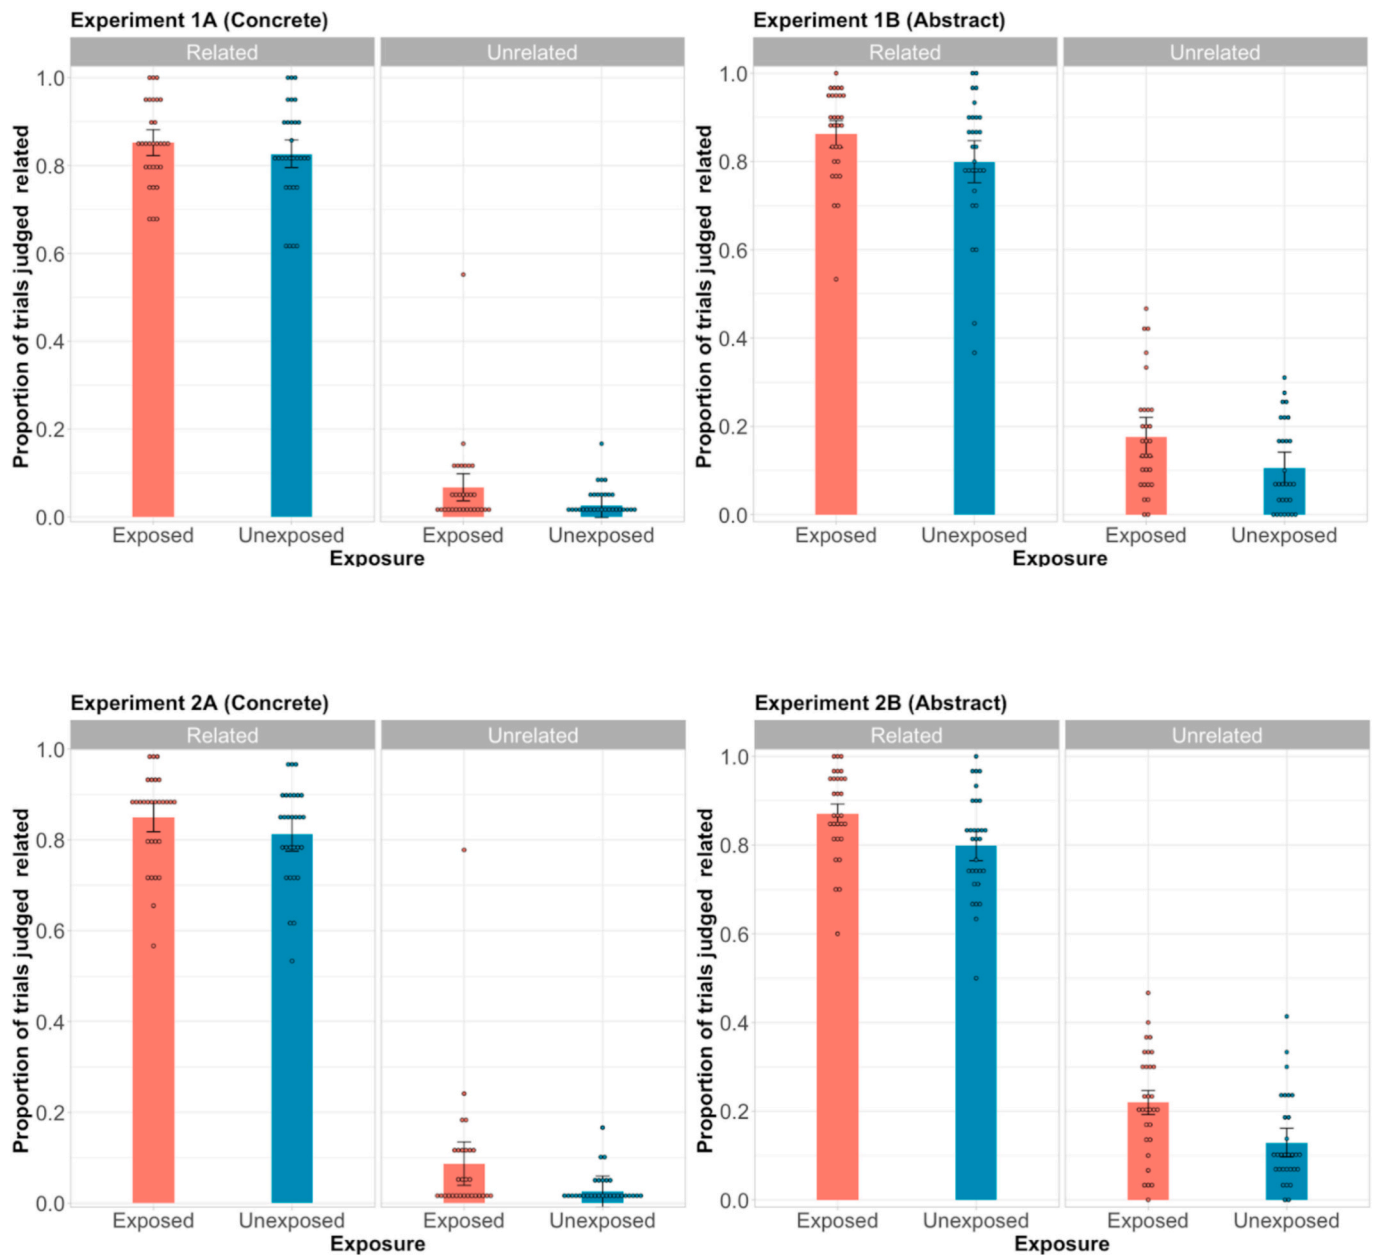 Experiment 1A (Concrete)
Related Unrelated
Proportion of trials judged related
1.0
0.8
0.6
0.4
0.2
0.0
Exposed Unexposed Exposed Unexposed
Exposure
Experiment 1B (Abstract)
Related Unrelated
Proportion of trials judged related
1.0
0.8
0.6
0.4
0.2
0.0
Exposed Unexposed Exposed Unexposed
Exposure
Experiment 2A (Concrete)
Related Unrelated
Proportion of trials judged related
1.0
0.8
0.6
0.4
0.2
0.0
Exposed Unexposed Exposed Unexposed
Exposure
Experiment 2B (Abstract)
Related Unrelated
Proportion of trials judged related
1.0
0.8
0.6
0.4
0.2
0.0
Exposed Unexposed Exposed Unexposed
Exposure